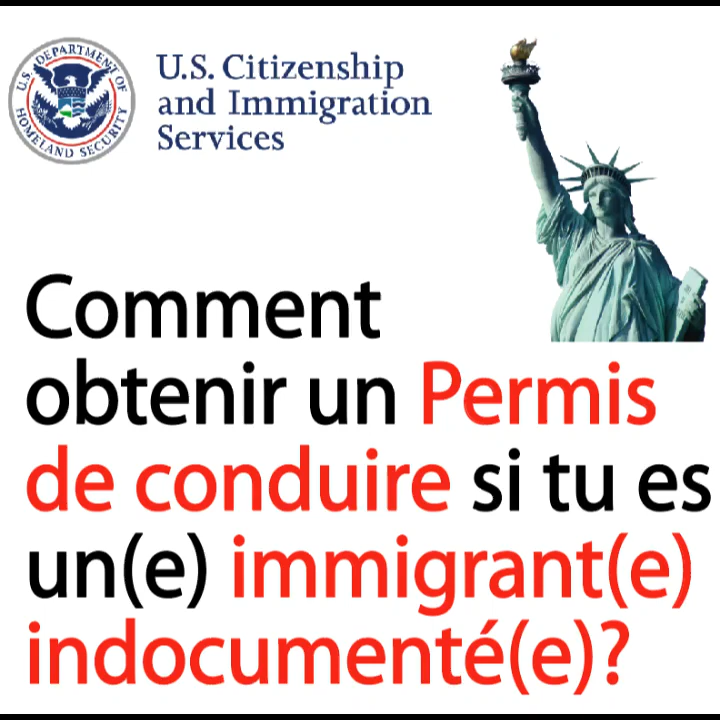 U.S. DEPARTMENT OF
HOMELAND SECURITY
U.S. Citizenship
and Immigration
Services
Comment
obtenir un Permis
de conduire si tu es
un(e) immigrant(e)
indocumenté(e)?